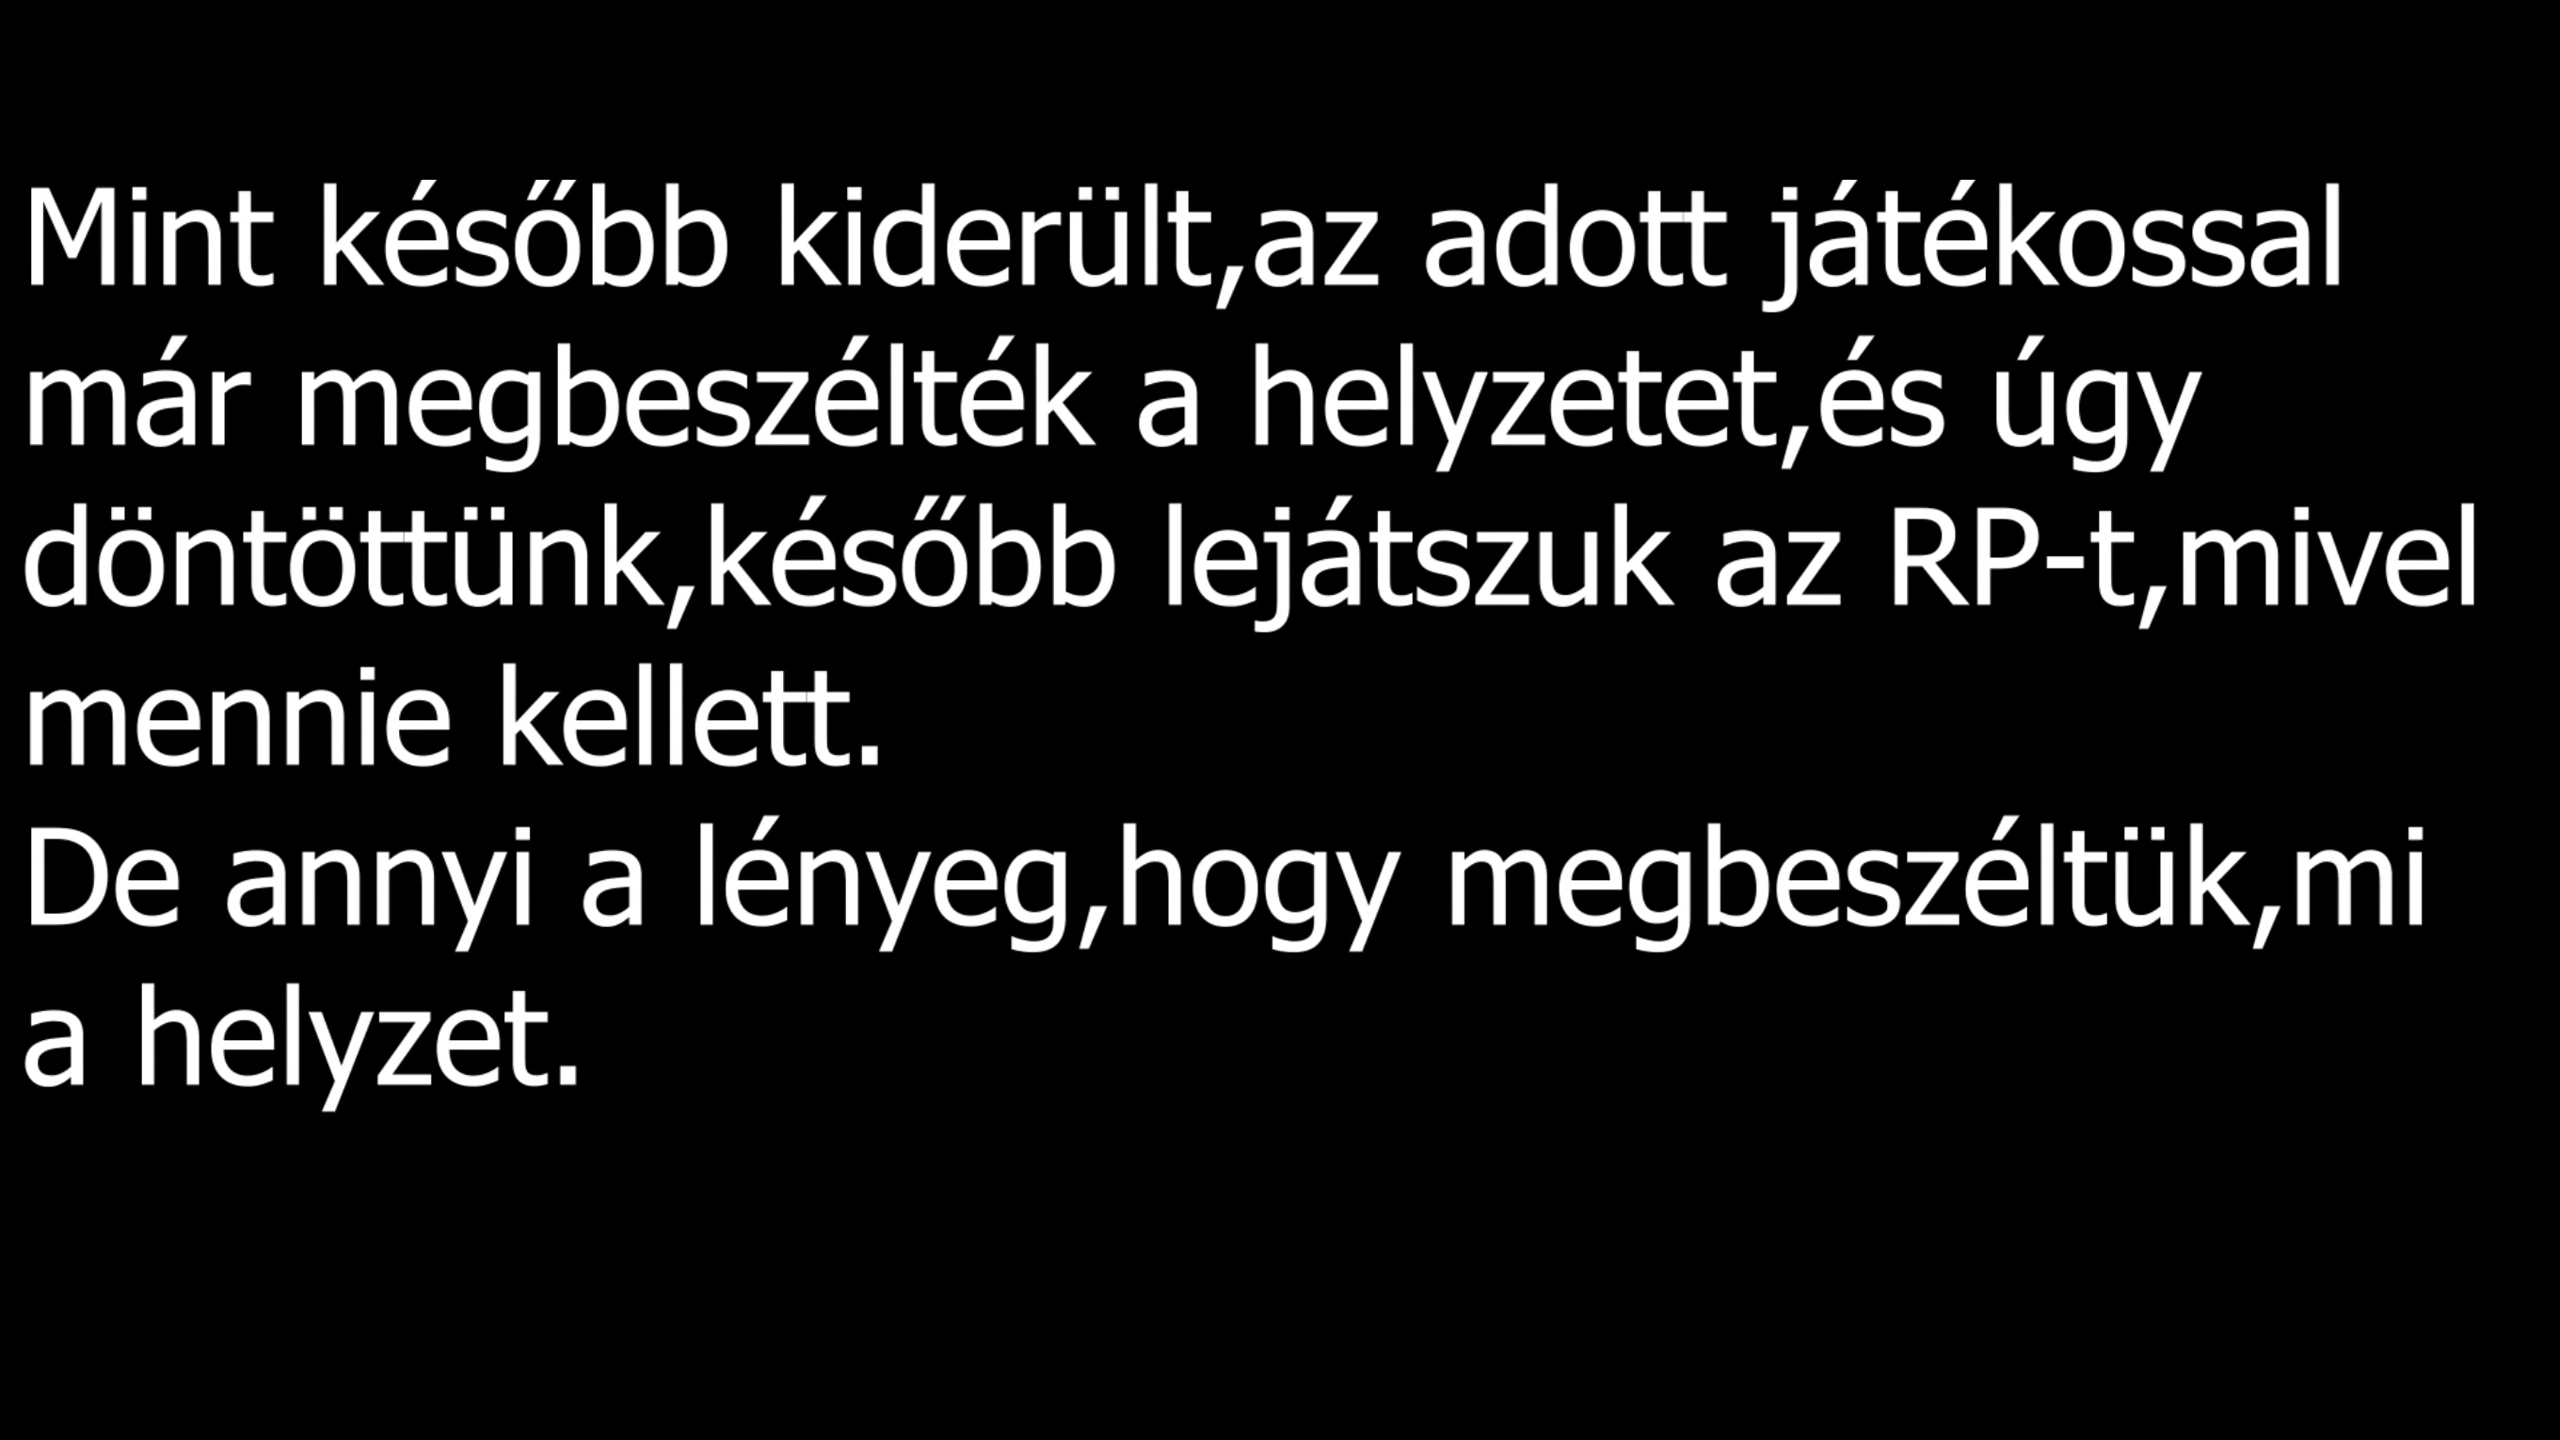 Mint később kiderült,az adott játékossal
már megbeszélték a helyzetet,és úgy
döntöttünk,később lejátszuk az RP-t,mivel
mennie kellett.
De annyi a lényeg,hogy megbeszéltük,mi
a helyzet.